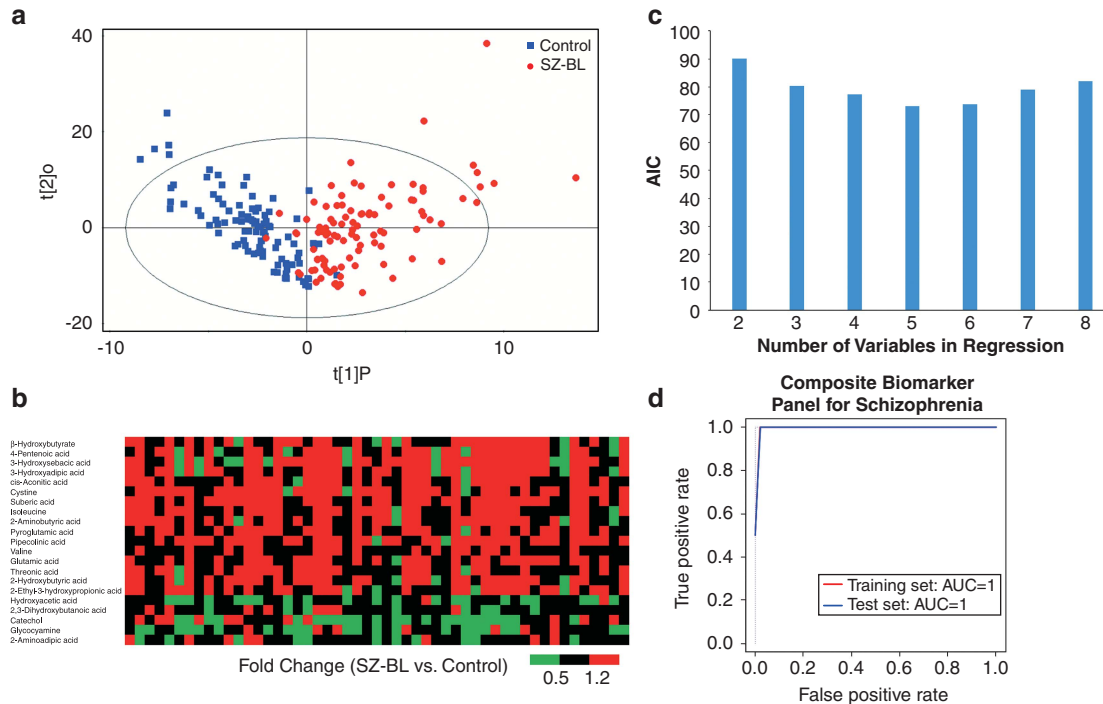 a
40
20
0
-20
-10
0
10
t[2]o
t[1]P
Control
SZ-BL
b
β-Hydroxybutyrate
4-Pentenoic acid
3-Hydroxysebacic acid
3-Hydroxyadipic acid
cis-Aconitic acid
Cystine
Suberic acid
Isoleucine
2-Aminobutyric acid
Pyroglutamic acid
Pipecolinic acid
Valine
Glutamic acid
Threonic acid
2-Hydroxybutyric acid
2-Ethyl-3-hydroxypropionic acid
Hydroxyacetic acid
2,3-Dihydroxybutanoic acid
Catechol
Glycocyamine
2-Aminoadipic acid
Fold Change (SZ-BL vs. Control)
0.5 1.2
c
100
90
80
70
60
50
40
30
20
10
0
AIC
2 3 4 5 6 7 8
Number of Variables in Regression
d
Composite Biomarker
Panel for Schizophrenia
1.0
0.8
0.6
0.4
0.2
0.0
True positive rate
Training set: AUC=1
Test set: AUC=1
0.0 0.2 0.4 0.6 0.8 1.0
False positive rate